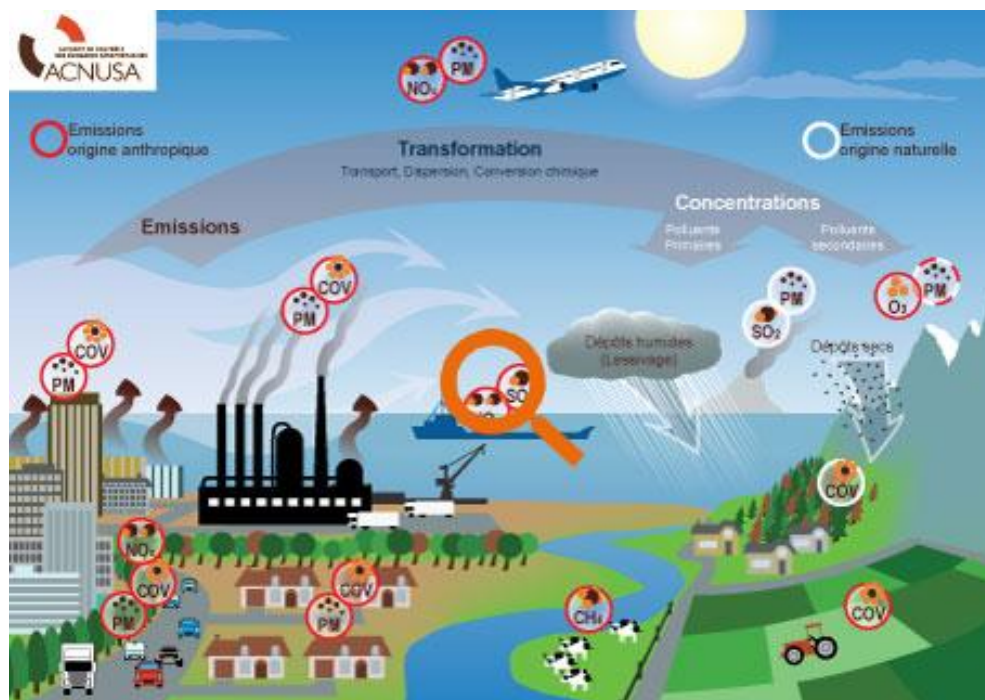 ACNUSA
NOx
PM
Emissions
origine anthropique
Emissions
origine naturelle
Transformation
Transport, Dispersion, Conversion chimique
Emissions
Concentrations
Polluants
Primaires
Polluants
secondaires
COV
PM
PM
SO₂
PM
O₃
COV
PM
Dépôts humides
(Lessivage)
Dépôts secs
SO
COV
NOx
COV
PM
COV
PM
CH₄
COV